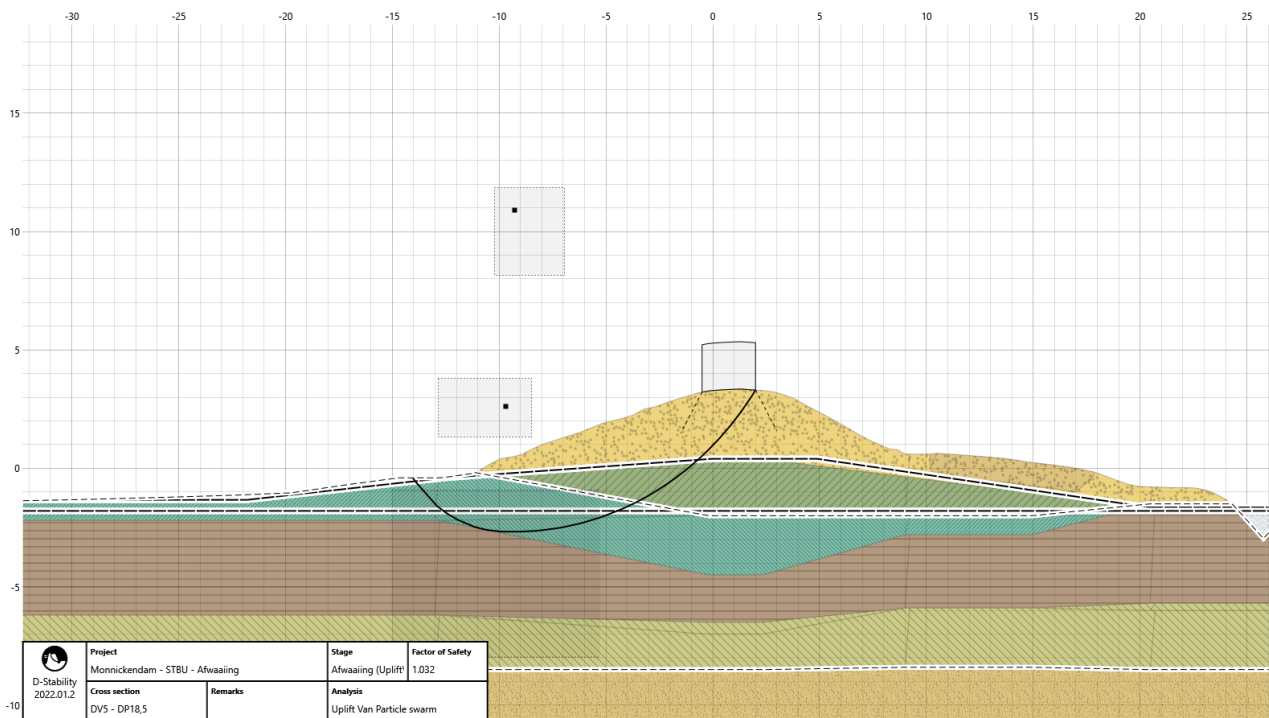 -30 -25 -20 -15 -10 -5 0 5 10 15 20 25
15
10
5
0
-5
-10
D-Stability
2022.01.2
Project
Monnickendam - STBU - Afwaaiing
Stage
Afwaaiing (Uplift
Factor of Safety
1.032
Cross section
DV5 - DP18,5
Remarks
Analysis
Uplift Van Particle swarm